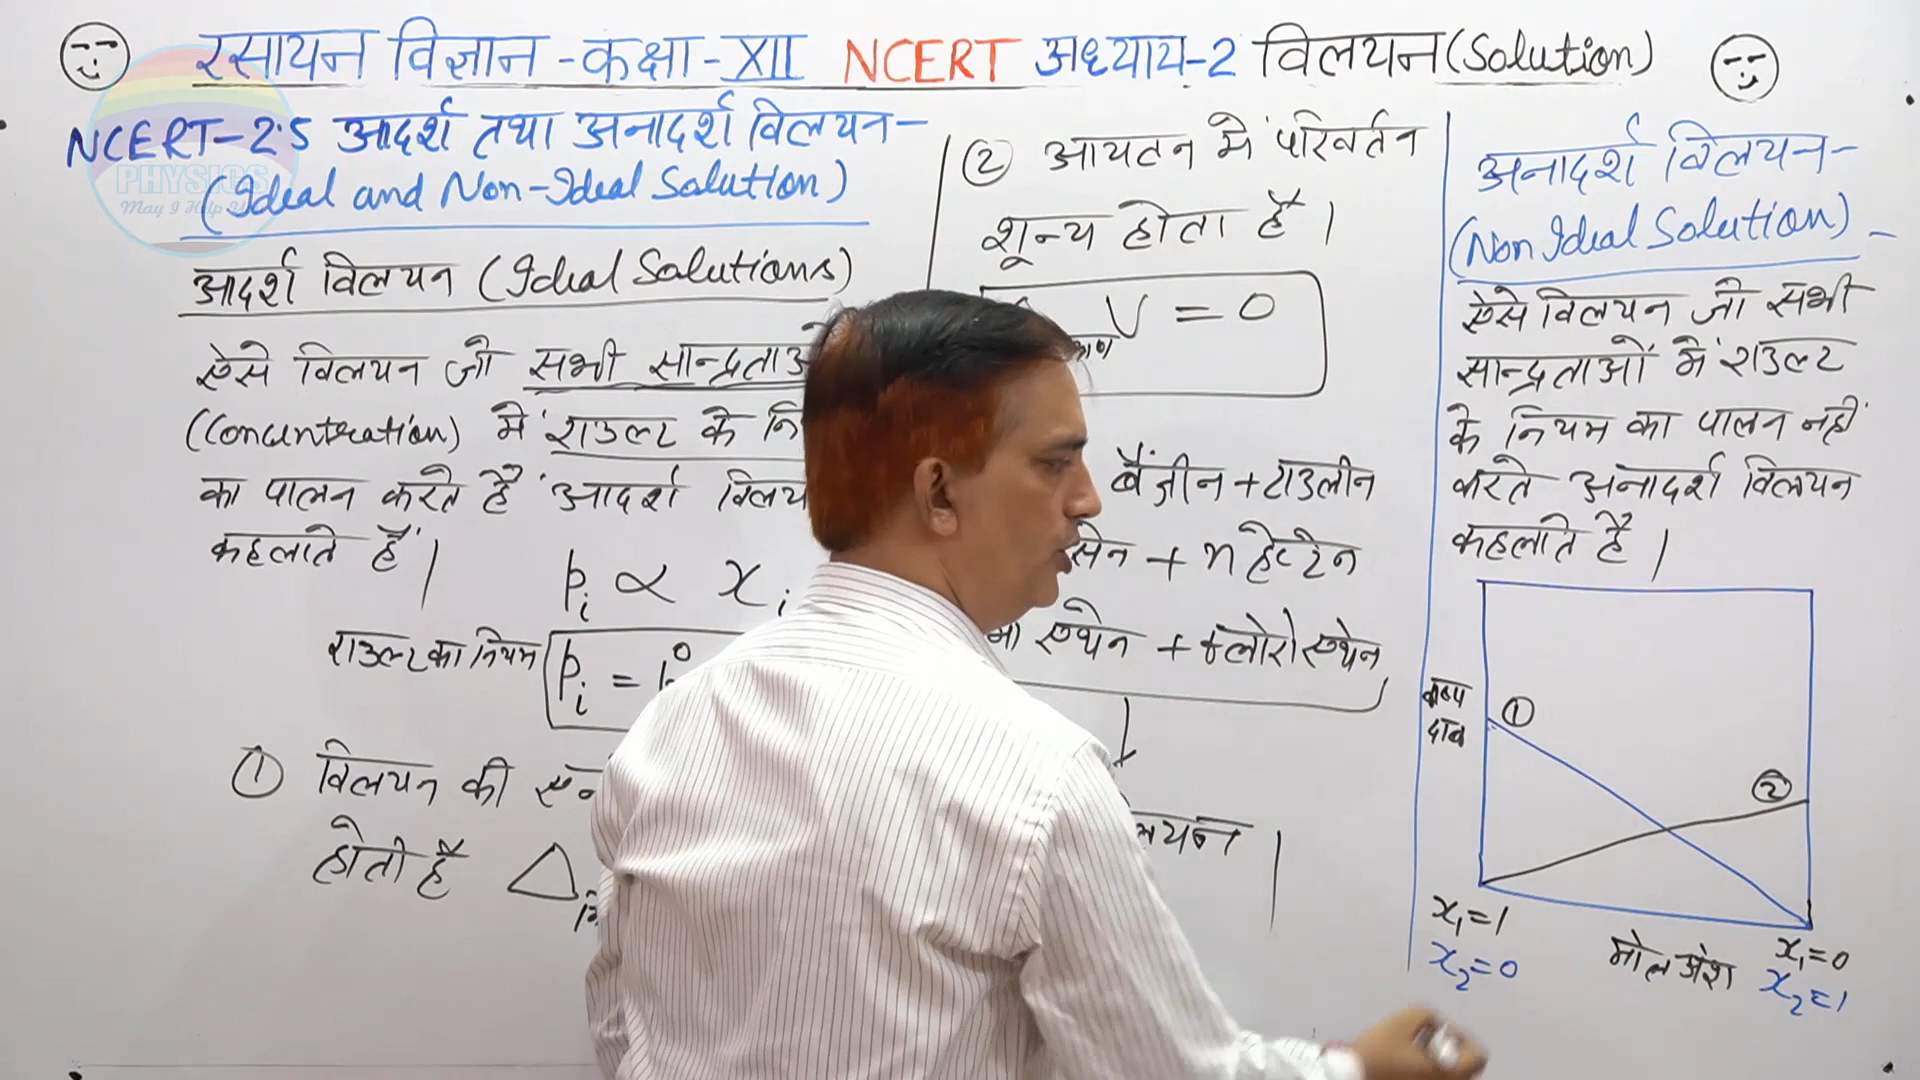 रसायन विज्ञान - कक्षा - XII NCERT अध्याय-2 विलयन (Solution)
NCERT-2.5 आदर्श तथा अनादर्श विलयन-
(Ideal and Non-Ideal Solution)
PHYSICS
May I Help
आदर्श विलयन (Ideal Solutions)
ऐसे विलयन जो सभी
(Concentration) में राउल्ट के
का पालन करते हैं आदर्श
कहलाते हैं।
pᵢ ∝ xᵢ
राउल्ट का नियम pᵢ =
① विलयन की
होती है △
② आयतन में परिवर्तन
शून्य होता है।
V = 0
बैंजीन + टाउलीन
+ n हेप्टेन
एथेन + क्लोरोएथेन
अनादर्श विलयन-
(Non Ideal Solution) -
ऐसे विलयन जो सभी
सान्द्रताओं में राउल्ट
के नियम का पालन नहीं
करते अनादर्श विलयन
कहलाते हैं।
वाष्प
दाब
①
②
x₁=1
x₂=0
मोल अंश
x₁=0
x₂=1